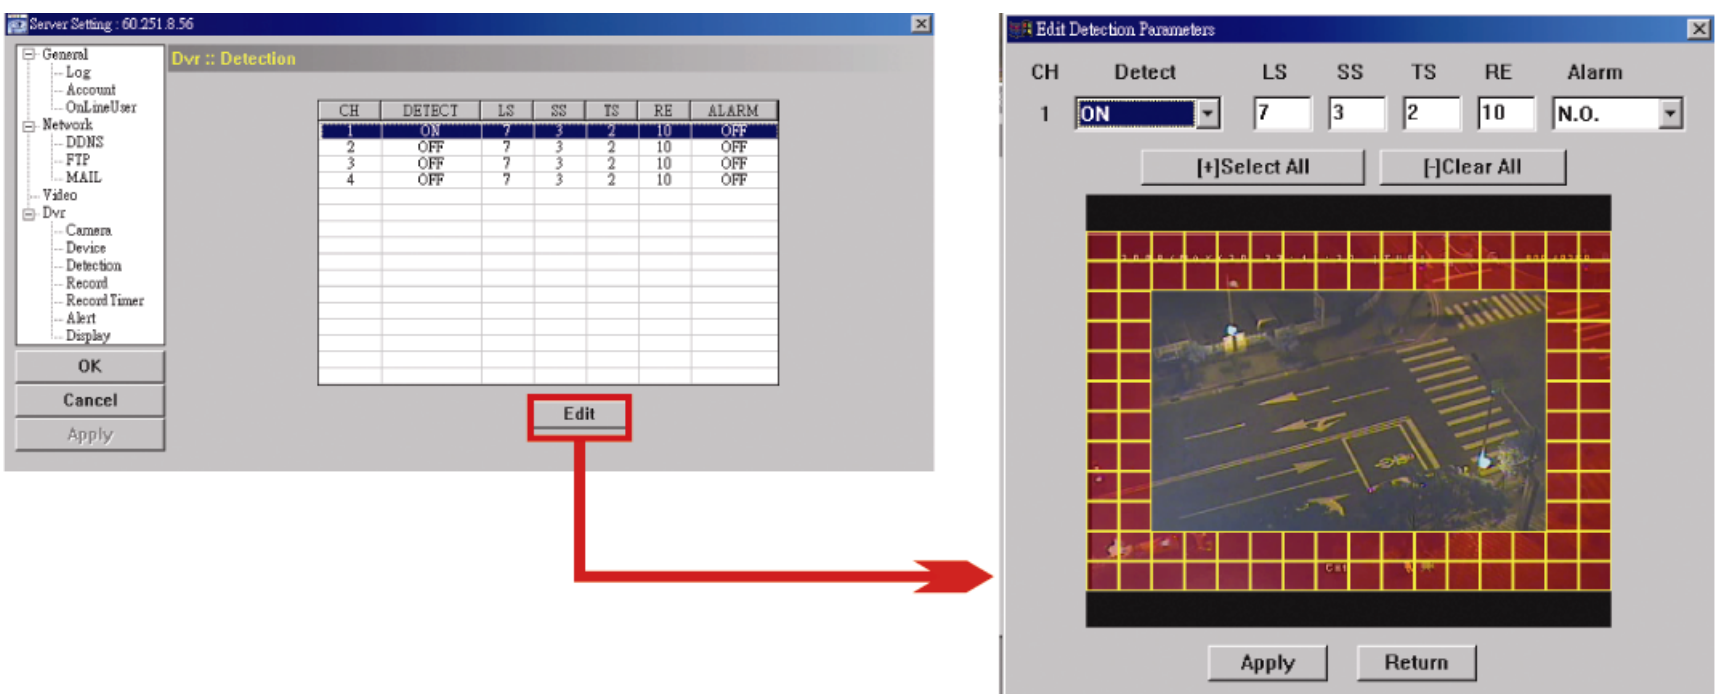 Server Setting : 60.251.8.56
General
Log
Account
OnLineUser
Network
DDNS
FTP
MAIL
Video
Dvr
Camera
Device
Detection
Record
Record Timer
Alert
Display
OK
Cancel
Apply
Dvr :: Detection
CH DETECT LS SS TS RE ALARM
1 ON 7 3 2 10 OFF
2 OFF 7 3 2 10 OFF
3 OFF 7 3 2 10 OFF
4 OFF 7 3 2 10 OFF
Edit
Edit Detection Parameters
CH Detect LS SS TS RE Alarm
1 ON 7 3 2 10 N.O.
[+]Select All [-]Clear All
Apply Return